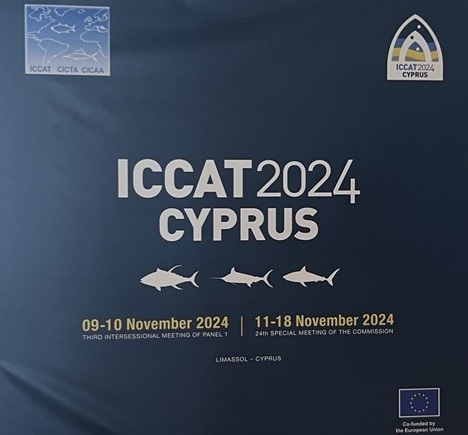 ICCAT CICTA CICAA
ICCAT2024
CYPRUS
ICCAT2024
CYPRUS
09-10 November 2024
THIRD INTERSESSIONAL MEETING OF PANEL 1
11-18 November 2024
24th SPECIAL MEETING OF THE COMMISSION
LIMASSOL - CYPRUS
Co-funded by
the European Union